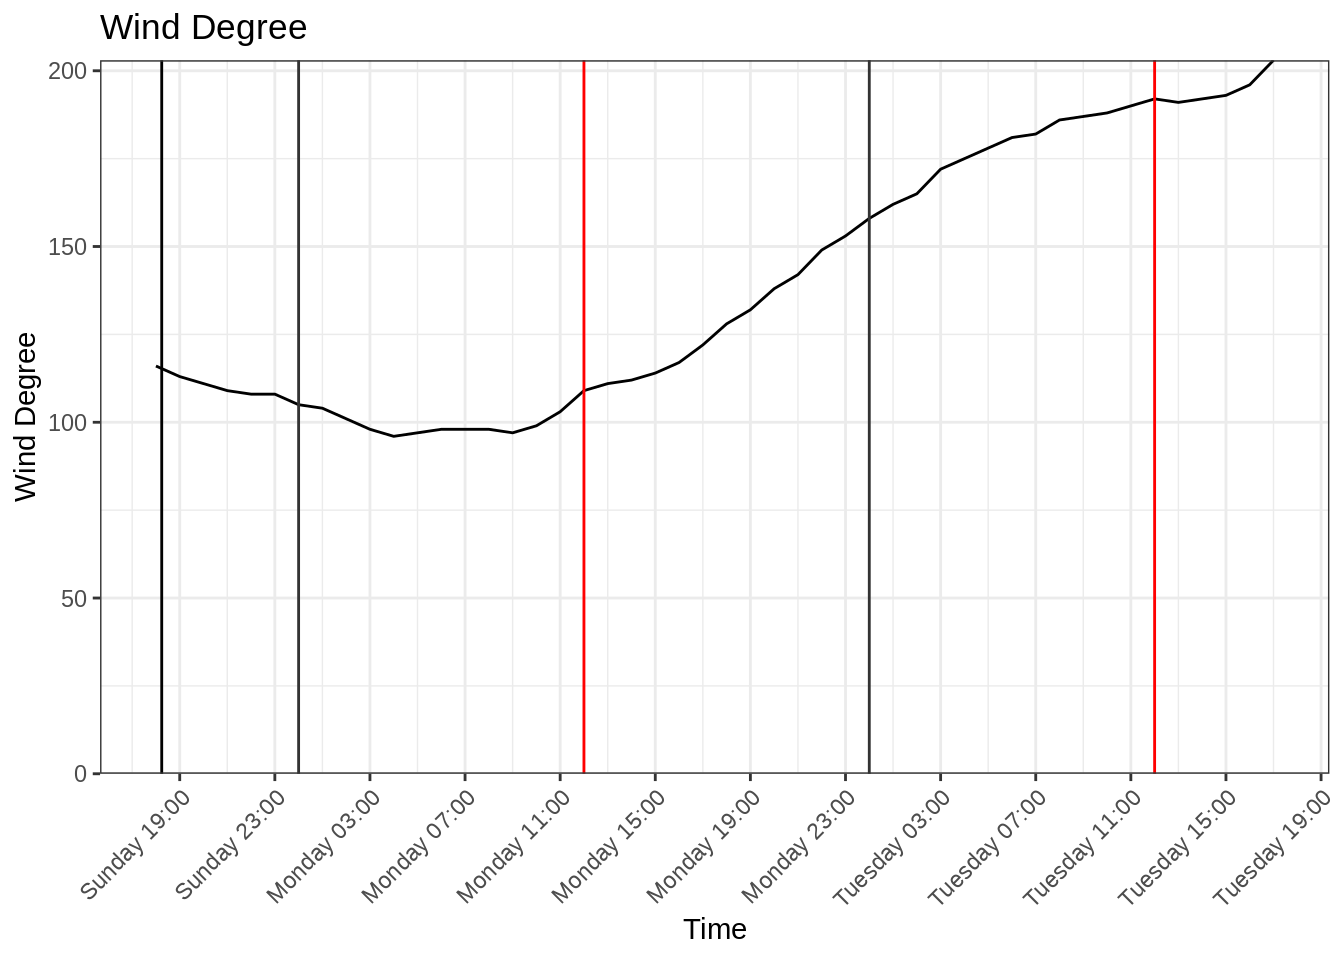 Wind Degree
Wind Degree
200
150
100
50
0
Sunday 19:00
Sunday 23:00
Monday 03:00
Monday 07:00
Monday 11:00
Monday 15:00
Monday 19:00
Monday 23:00
Tuesday 03:00
Tuesday 07:00
Tuesday 11:00
Tuesday 15:00
Tuesday 19:00
Time